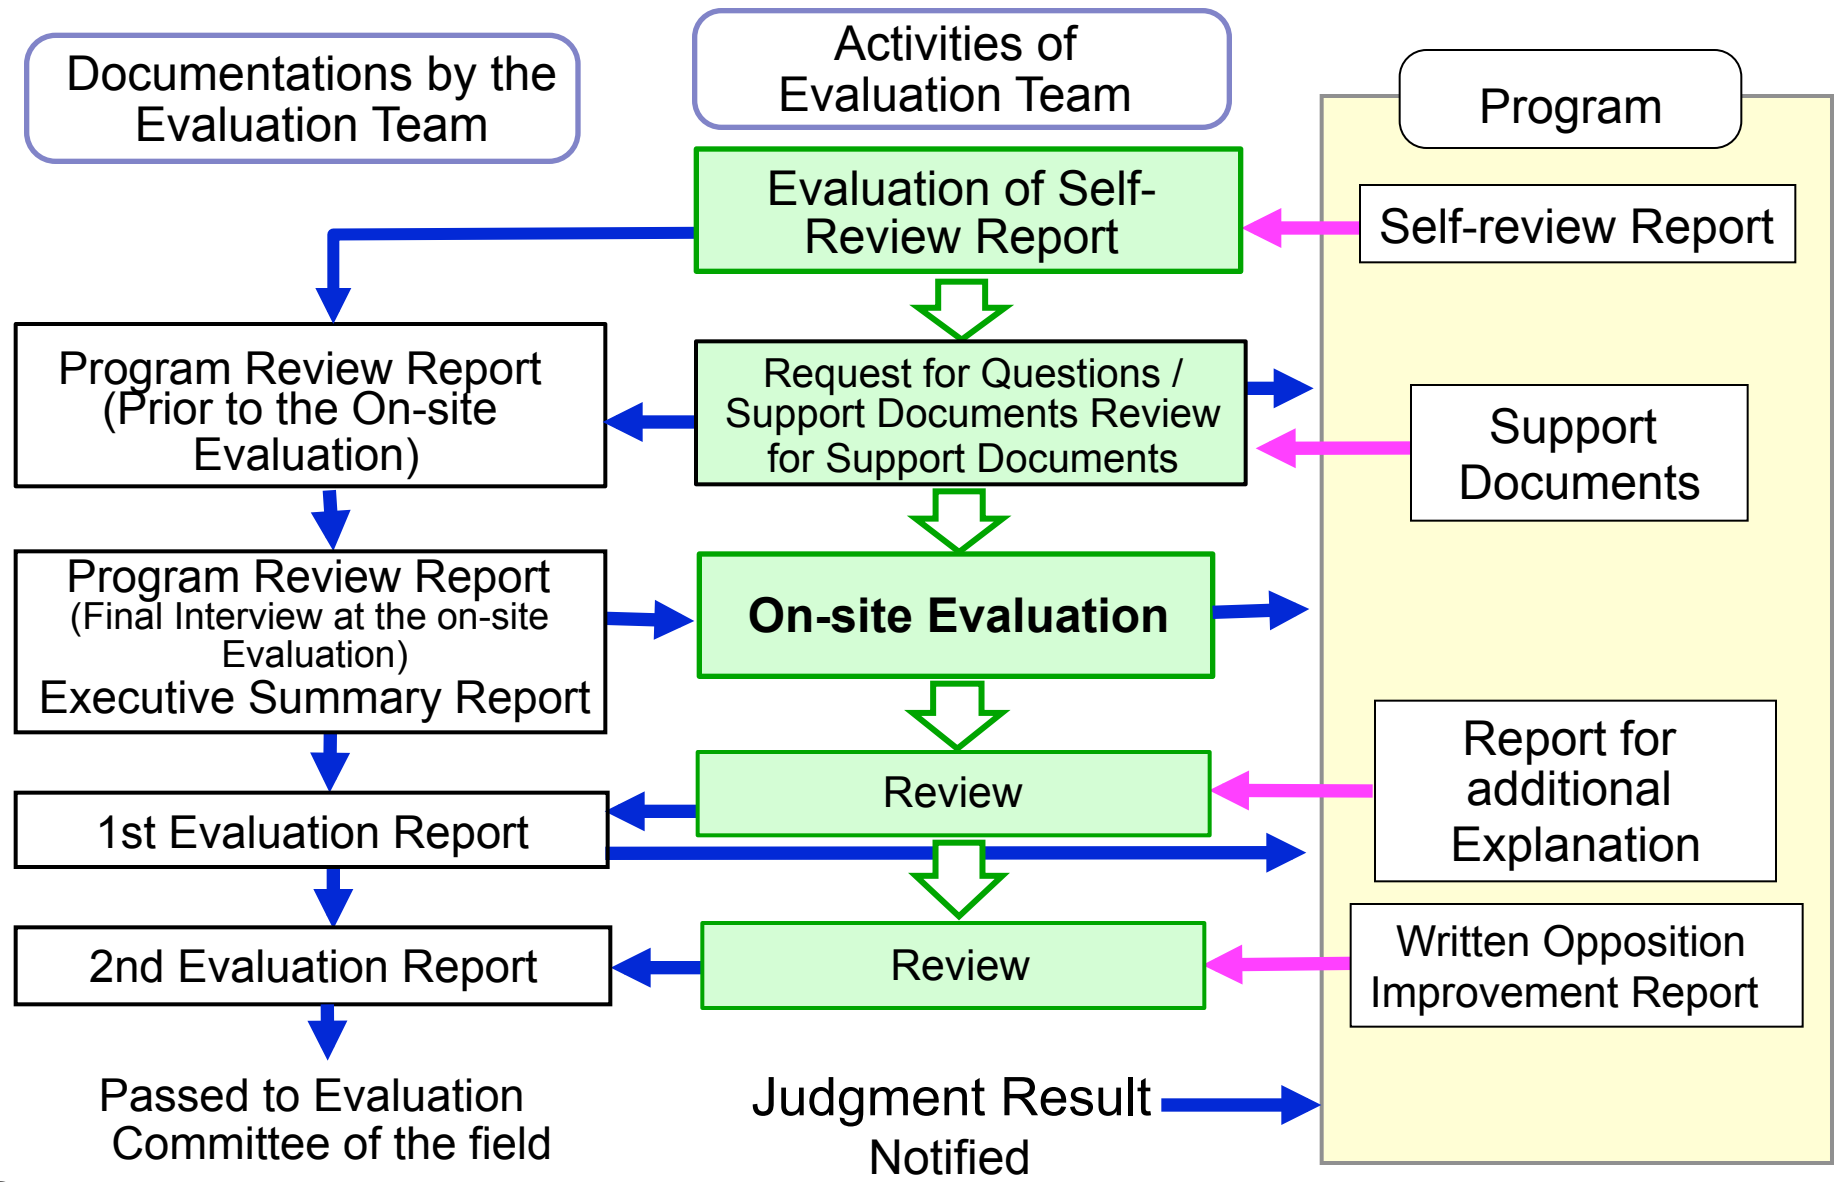 Documentations by the
Evaluation Team
Activities of
Evaluation Team
Program
Evaluation of Self-
Review Report
Self-review Report
Program Review Report
(Prior to the On-site
Evaluation)
Request for Questions /
Support Documents Review
for Support Documents
Support
Documents
Program Review Report
(Final Interview at the on-site
Evaluation)
Executive Summary Report
On-site Evaluation
Review
Report for
additional
Explanation
1st Evaluation Report
2nd Evaluation Report
Review
Written Opposition
Improvement Report
Passed to Evaluation
Committee of the field
Judgment Result
Notified